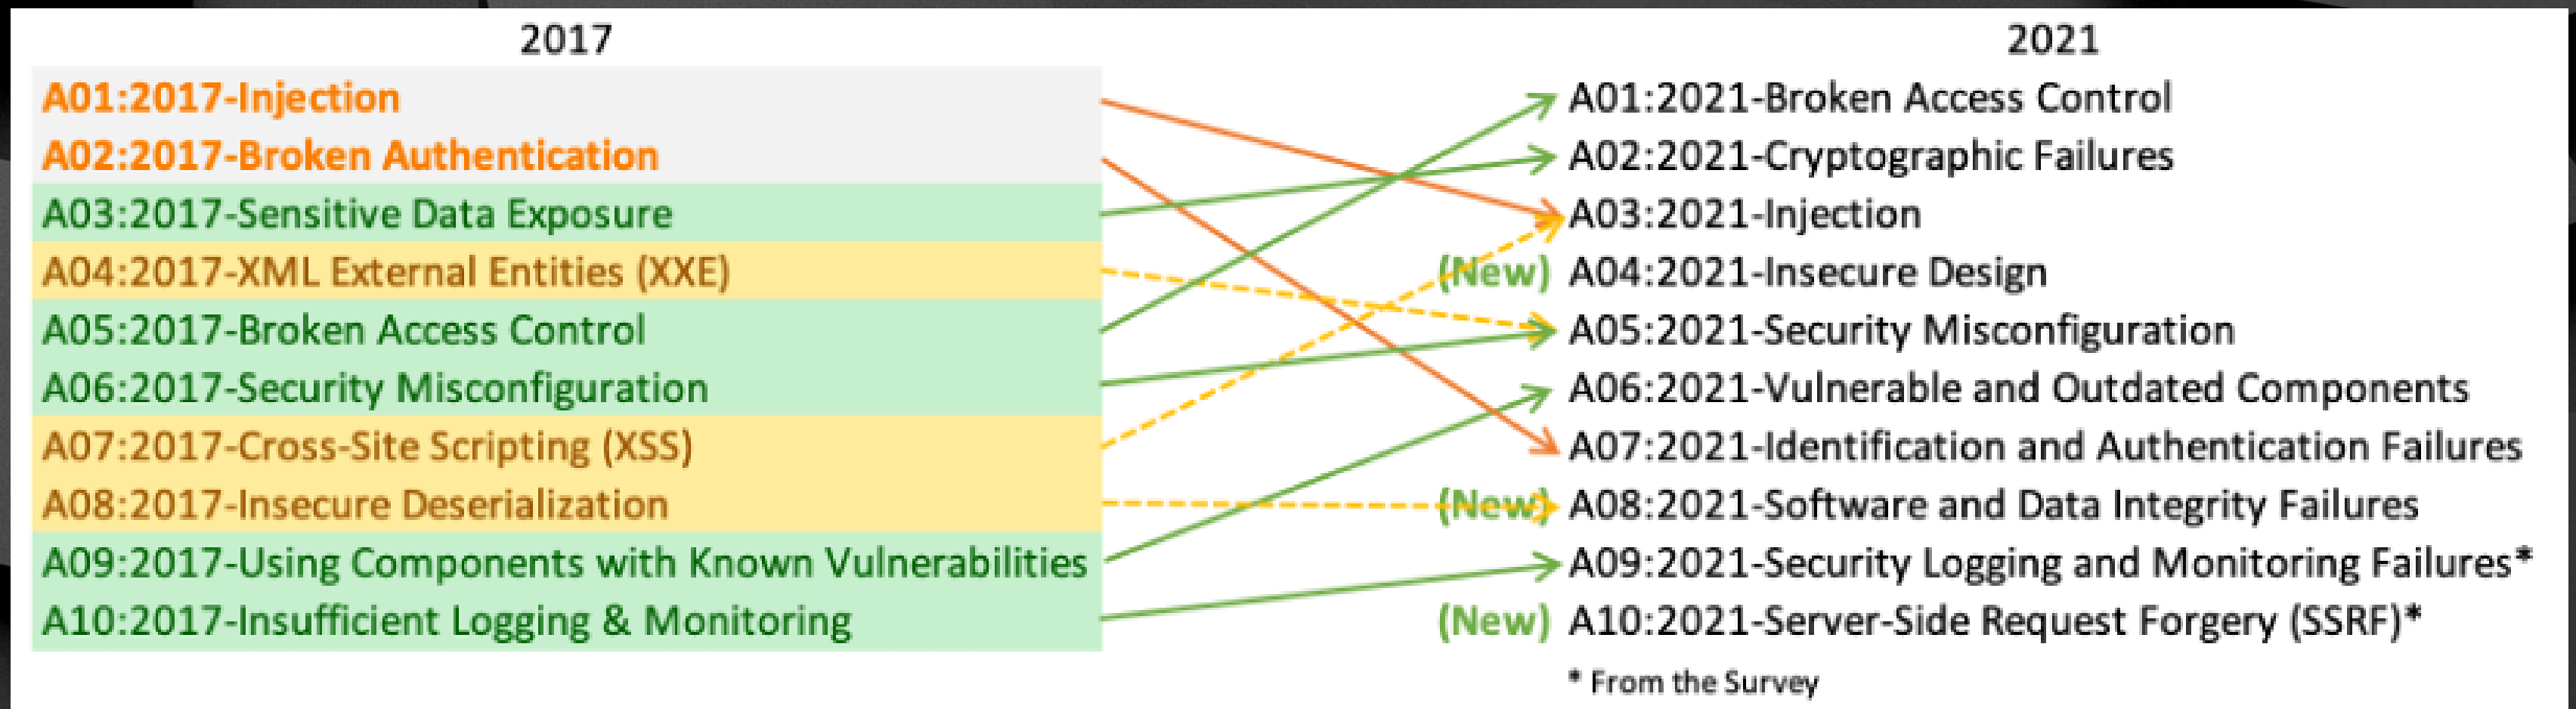 2017
A01:2017-Injection
A02:2017-Broken Authentication
A03:2017-Sensitive Data Exposure
A04:2017-XML External Entities (XXE)
A05:2017-Broken Access Control
A06:2017-Security Misconfiguration
A07:2017-Cross-Site Scripting (XSS)
A08:2017-Insecure Deserialization
A09:2017-Using Components with Known Vulnerabilities
A10:2017-Insufficient Logging & Monitoring
2021
A01:2021-Broken Access Control
A02:2021-Cryptographic Failures
A03:2021-Injection
(New) A04:2021-Insecure Design
A05:2021-Security Misconfiguration
A06:2021-Vulnerable and Outdated Components
A07:2021-Identification and Authentication Failures
(New) A08:2021-Software and Data Integrity Failures
A09:2021-Security Logging and Monitoring Failures*
(New) A10:2021-Server-Side Request Forgery (SSRF)*
* From the Survey